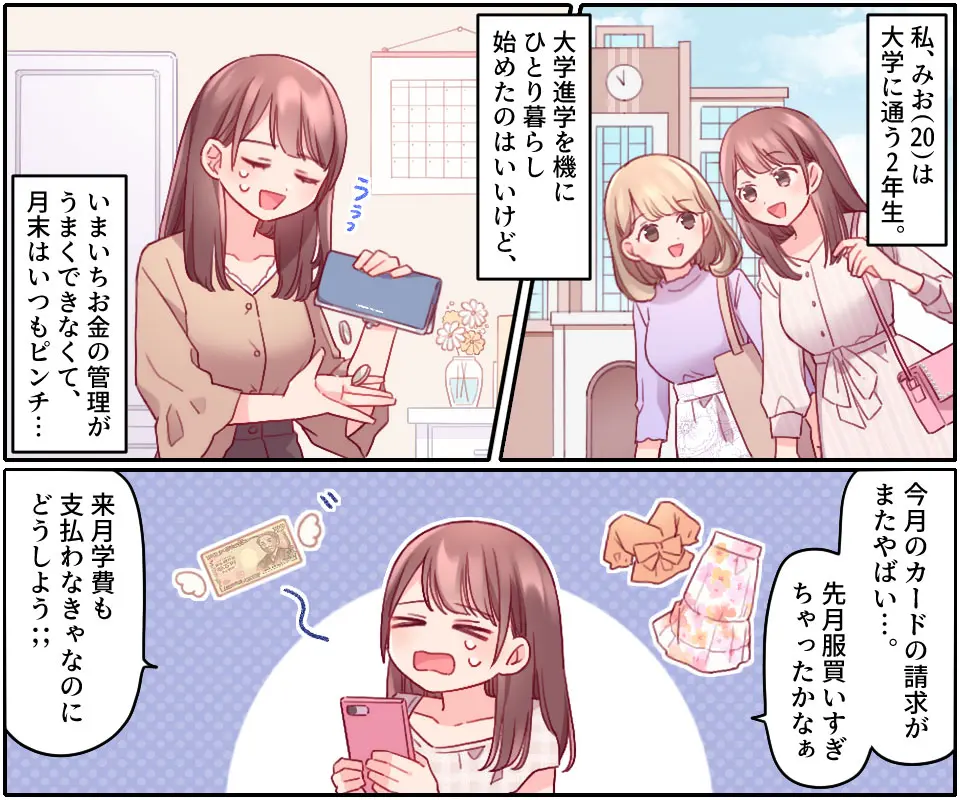 私、みお(20)は
大学に通う2年生。
大学進学を機に
ひとり暮らし
始めたのはいいけど、
うぅっ
いまいちお金の管理が
うまくできなくて、
月末はいつもピンチ…
今月のカードの請求が
またやばい…。
先月服買いすぎ
ちゃったかなぁ
来月学費も
支払わなきゃなのに
どうしよう；；